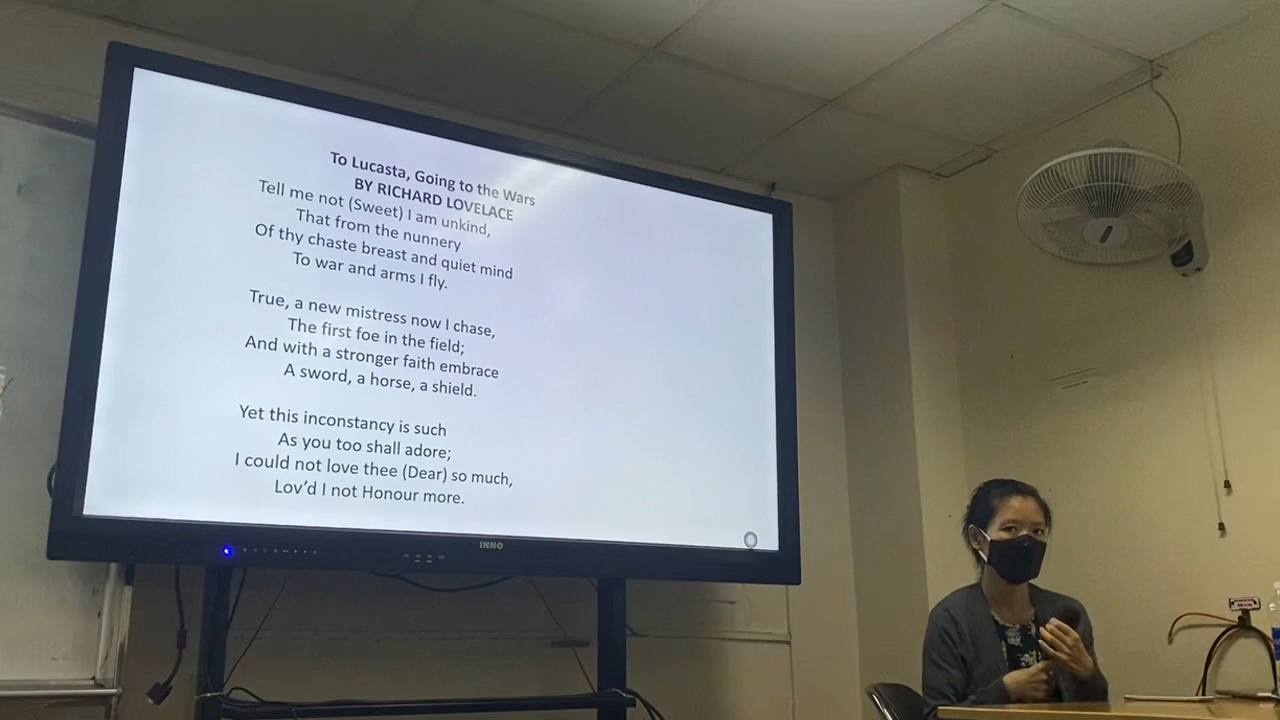 To Lucasta, Going to the Wars
BY RICHARD LOVELACE
Tell me not (Sweet) I am unkind,
That from the nunnery
Of thy chaste breast and quiet mind
To war and arms I fly.
True, a new mistress now I chase,
The first foe in the field;
And with a stronger faith embrace
A sword, a horse, a shield.
Yet this inconstancy is such
As you too shall adore;
I could not love thee (Dear) so much,
Lov'd I not Honour more.
INNO